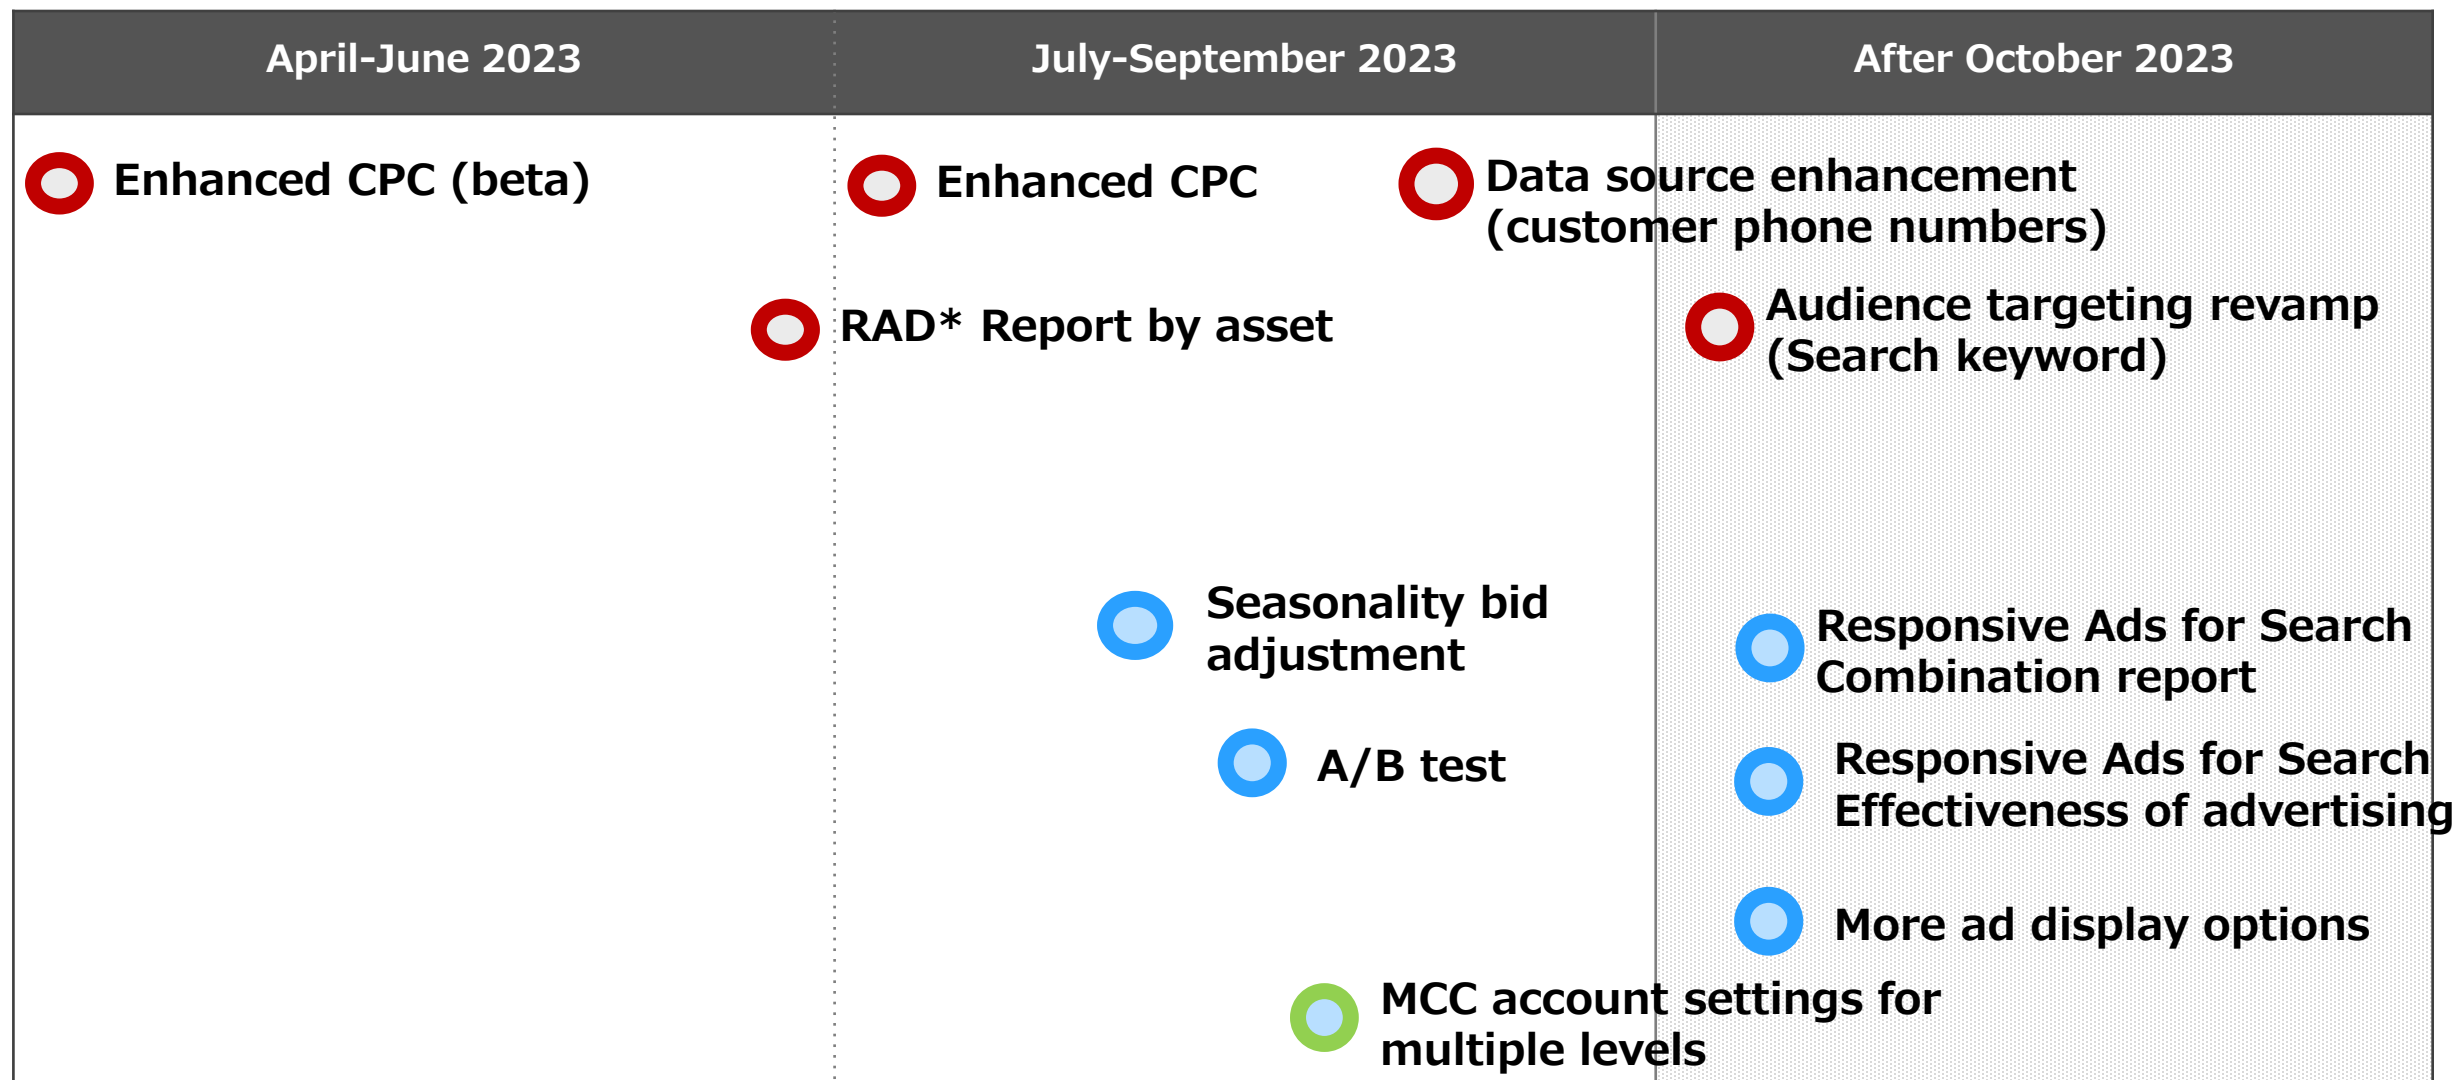 April-June 2023
July-September 2023
After October 2023
Enhanced CPC (beta)
Enhanced CPC
Data source enhancement
(customer phone numbers)
RAD* Report by asset
Audience targeting revamp
(Search keyword)
Seasonality bid
adjustment
Responsive Ads for Search
Combination report
A/B test
Responsive Ads for Search
Effectiveness of advertising
More ad display options
MCC account settings for
multiple levels